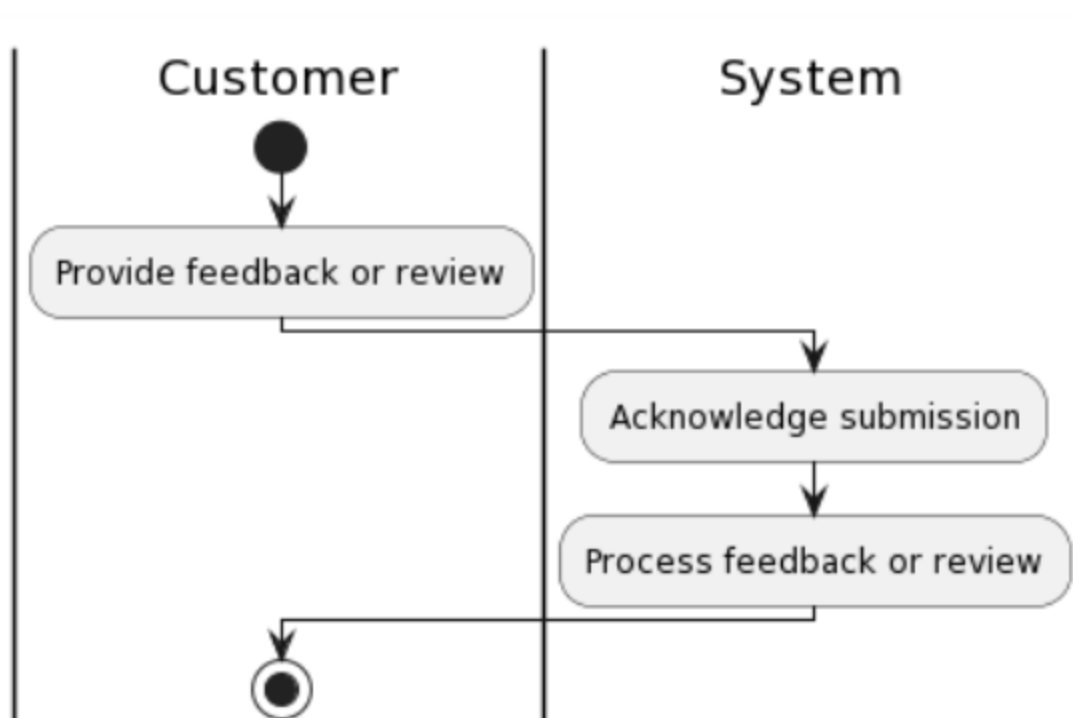 Customer
System
Provide feedback or review
Acknowledge submission
Process feedback or review